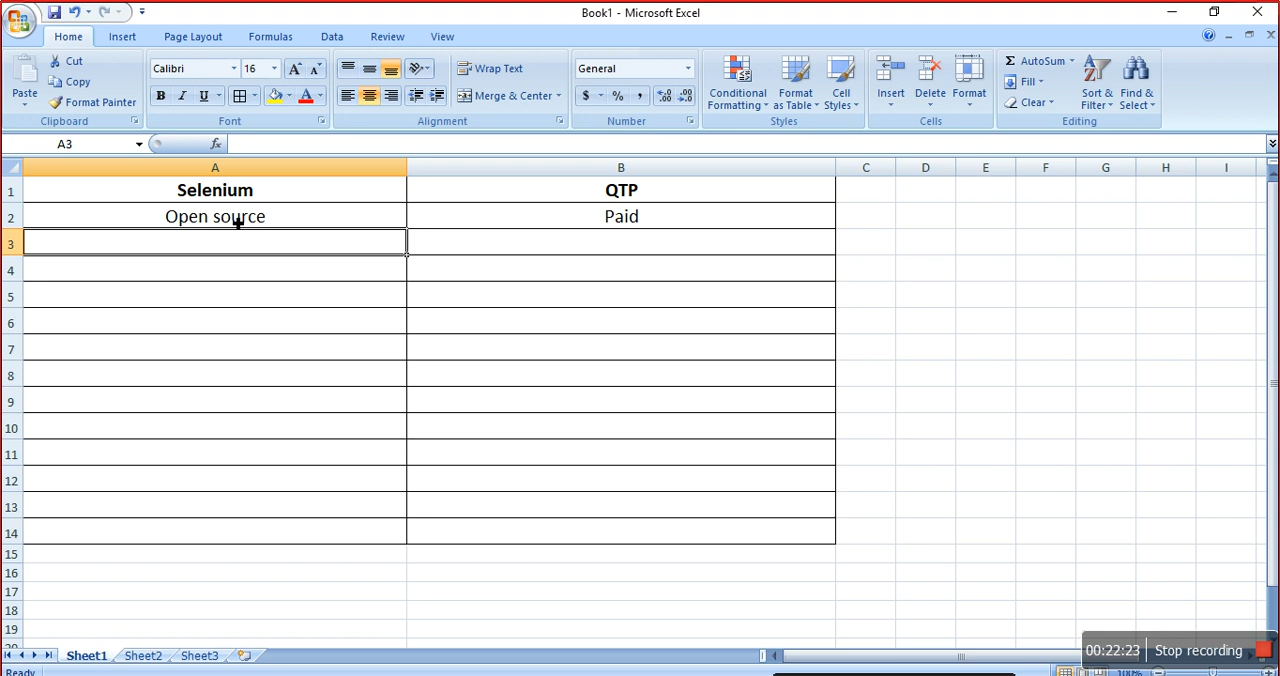 Book1 - Microsoft Excel
Home Insert Page Layout Formulas Data Review View
Cut
Copy
Format Painter
Paste
Clipboard
Calibri 16
B I U
Font
Wrap Text
Merge & Center
Alignment
General
$ % ,
Number
Conditional Formatting
Format as Table
Cell Styles
Styles
Insert Delete Format
Cells
AutoSum
Fill
Clear
Sort & Filter
Find & Select
Editing
A3 fx
A B C D E F G H I
1 Selenium QTP
2 Open source Paid
3
4
5
6
7
8
9
10
11
12
13
14
15
16
17
18
19
Sheet1 Sheet2 Sheet3
00:22:23 Stop recording
Ready 100%